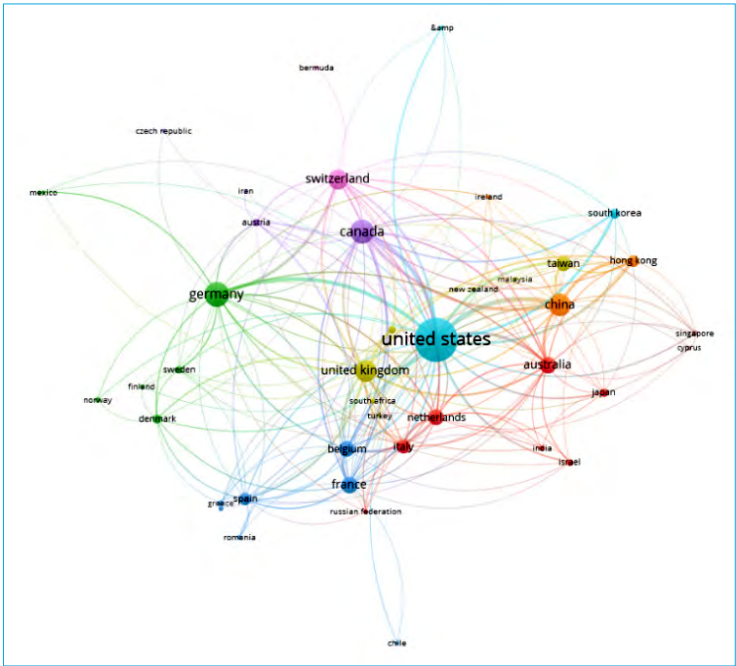 &amp
bermuda
czech republic
switzerland
mexico
iran
ireland
austria
south korea
canada
hong kong
taiwan
malaysia
new zealand
germany
china
singapore
united states
cyprus
australia
sweden
united kingdom
finland
japan
norway
south africa
turkey
denmark
netherlands
italy
belgium
india
israel
france
spain
greece
russian federation
romania
chile